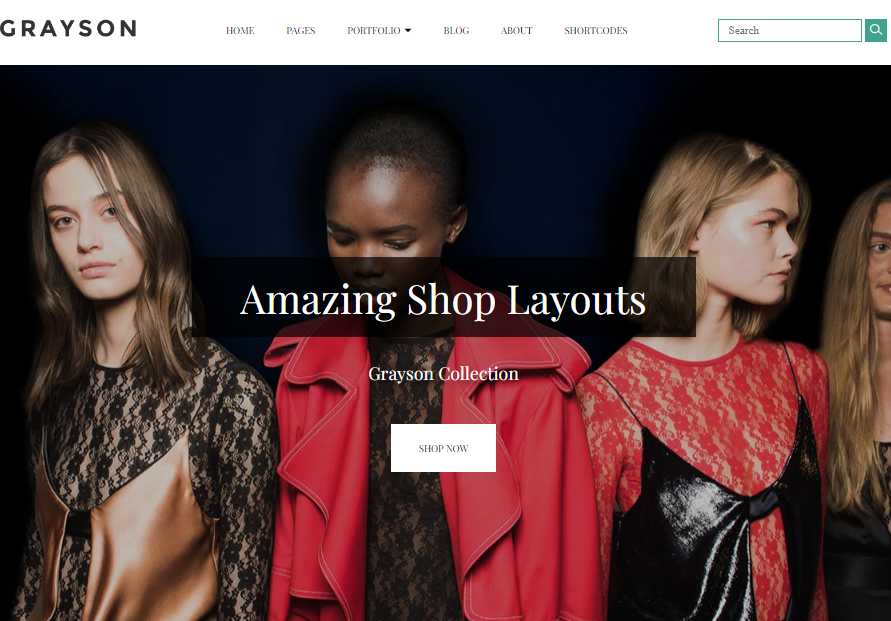 GRAYSON
HOME PAGES PORTFOLIO BLOG ABOUT SHORTCODES
Search
Amazing Shop Layouts
Grayson Collection
SHOP NOW